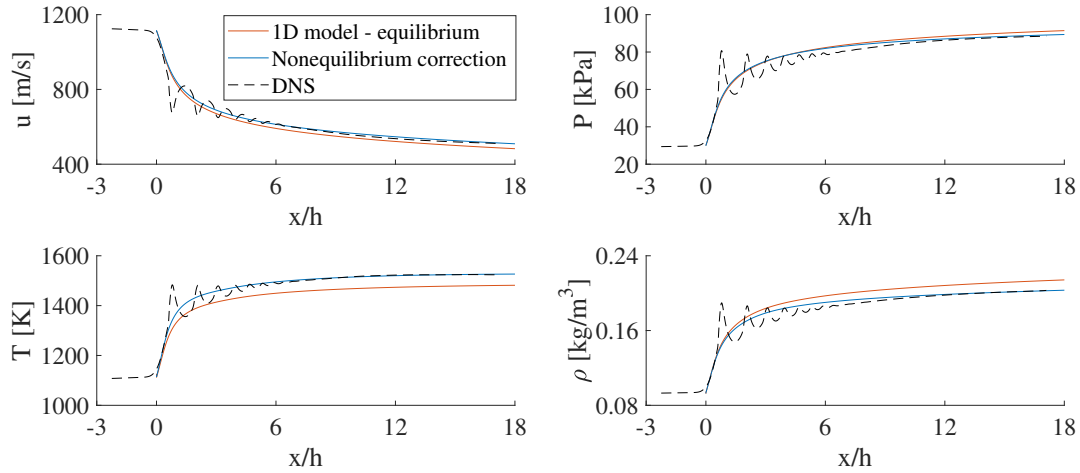 1200
800
400
u [m/s]
-3 0 6 12 18
x/h
1D model - equilibrium
Nonequilibrium correction
DNS
100
80
60
40
20
P [kPa]
-3 0 6 12 18
x/h
1600
1400
1200
1000
T [K]
-3 0 6 12 18
x/h
0.24
0.16
0.08
ρ [kg/m³]
-3 0 6 12 18
x/h